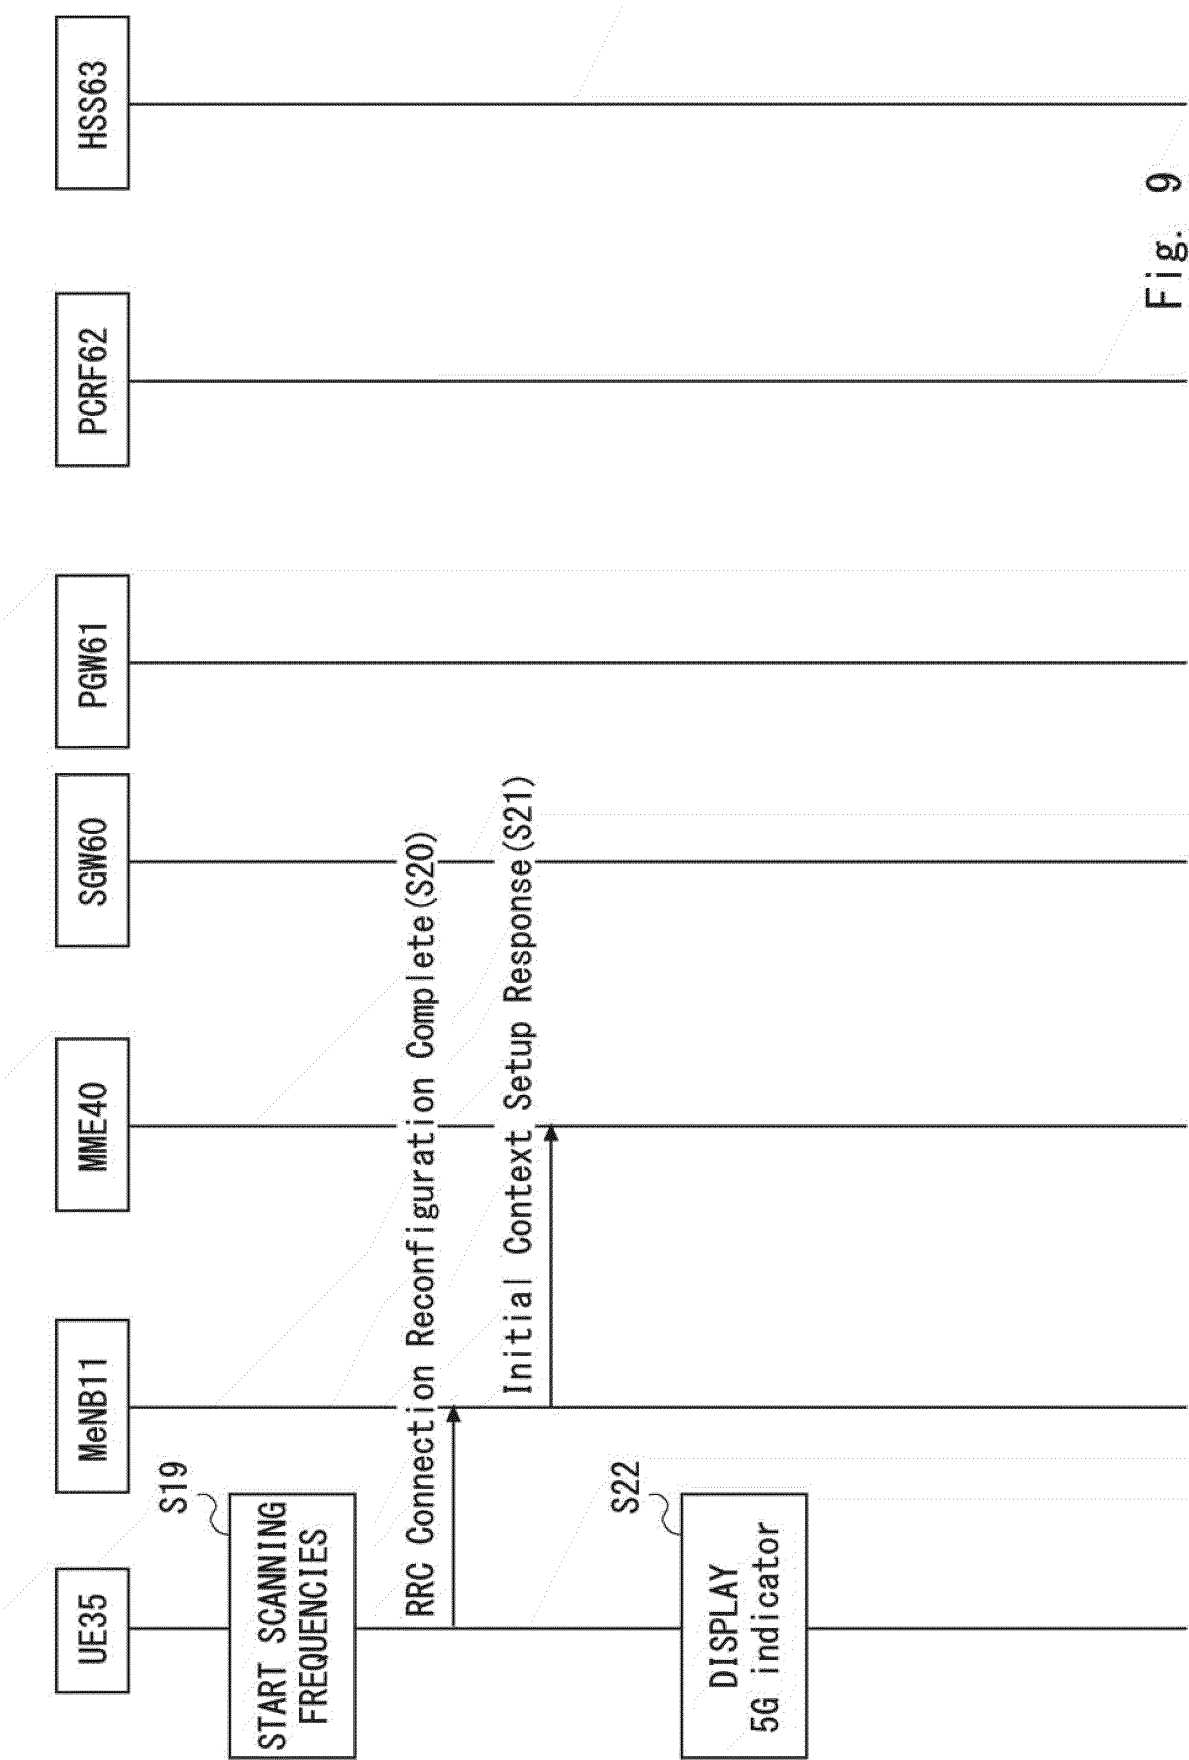 UE35
MeNB11
MME40
SGW60
PGW61
PCRF62
HSS63
S19
START SCANNING
FREQUENCIES
RRC Connection Reconfiguration Complete(S20)
Initial Context Setup Response(S21)
S22
DISPLAY
5G indicator
Fig. 9